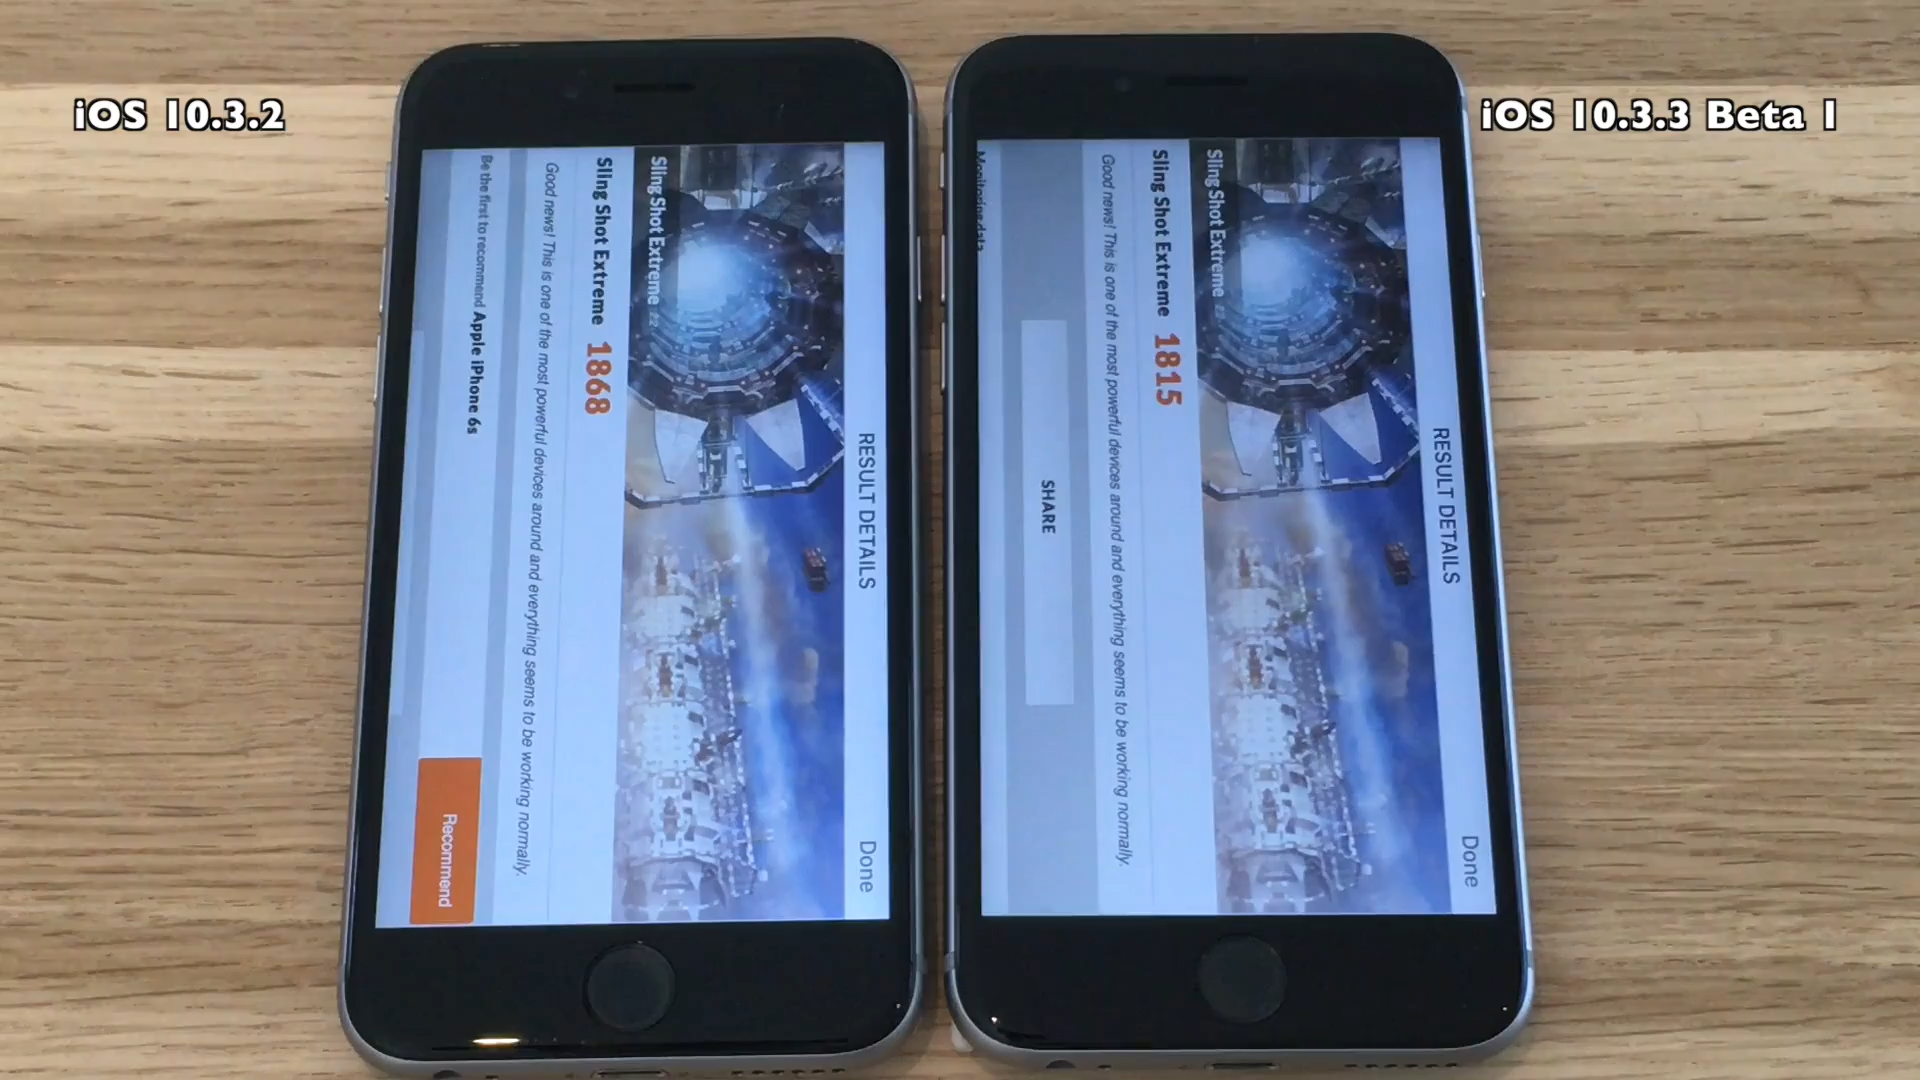 iOS 10.3.2
iOS 10.3.3 Beta 1
RESULT DETAILS
Done
Sling Shot Extreme
Sling Shot Extreme 1868
Good news! This is one of the most powerful devices around and everything seems to be working normally.
Be the first to recommend Apple iPhone 6s
Recommend
RESULT DETAILS
Done
Sling Shot Extreme
Sling Shot Extreme 1815
Good news! This is one of the most powerful devices around and everything seems to be working normally.
SHARE
Monitoring data